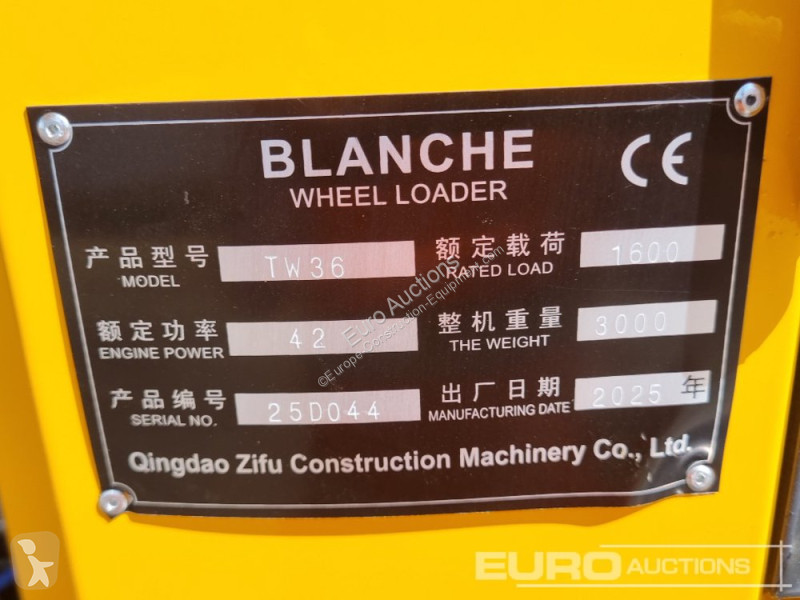 BLANCHE
WHEEL LOADER
CE
产品型号 TW36 额定载荷 1600
MODEL RATED LOAD
额定功率 42 整机重量 3000
ENGINE POWER THE WEIGHT
产品编号 25D044 出厂日期 2025 年
SERIAL NO. MANUFACTURING DATE
Qingdao Zifu Construction Machinery Co., Ltd.
Euro Auctions
©Europe-Construction-Equipment.com
EURO AUCTIONS